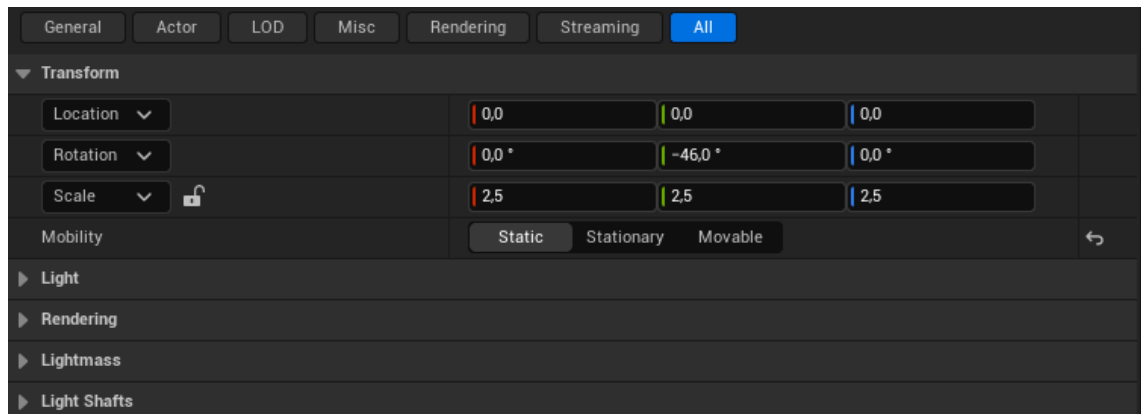 General Actor LOD Misc Rendering Streaming All
Transform
Location 0,0 0,0 0,0
Rotation 0,0 ° -46,0 ° 0,0 °
Scale 2,5 2,5 2,5
Mobility Static Stationary Movable
Light
Rendering
Lightmass
Light Shafts